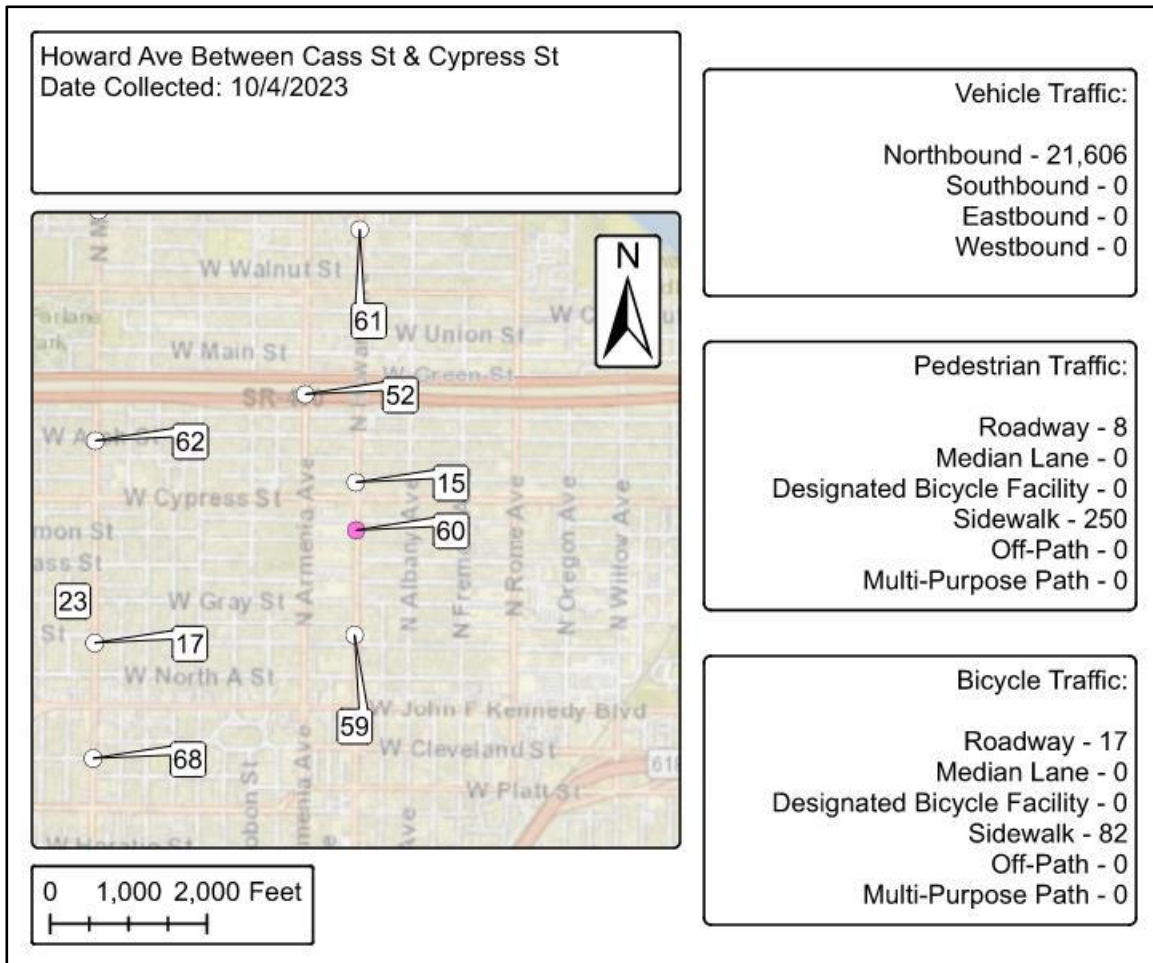 Howard Ave Between Cass St & Cypress St
Date Collected: 10/4/2023
Vehicle Traffic:
Northbound - 21,606
Southbound - 0
Eastbound - 0
Westbound - 0
Pedestrian Traffic:
Roadway - 8
Median Lane - 0
Designated Bicycle Facility - 0
Sidewalk - 250
Off-Path - 0
Multi-Purpose Path - 0
Bicycle Traffic:
Roadway - 17
Median Lane - 0
Designated Bicycle Facility - 0
Sidewalk - 82
Off-Path - 0
Multi-Purpose Path - 0
N
W Walnut St
61
W Union St
W Main St
W Green St
52
62
W Cypress St
15
60
N Armenia Ave
N Albany Ave
N Rome Ave
N Oregon Ave
N Willow Ave
23
W Gray St
17
W North A St
59
W John F Kennedy Blvd
W Cleveland St
68
618
W Platt St
Ave
0 1,000 2,000 Feet